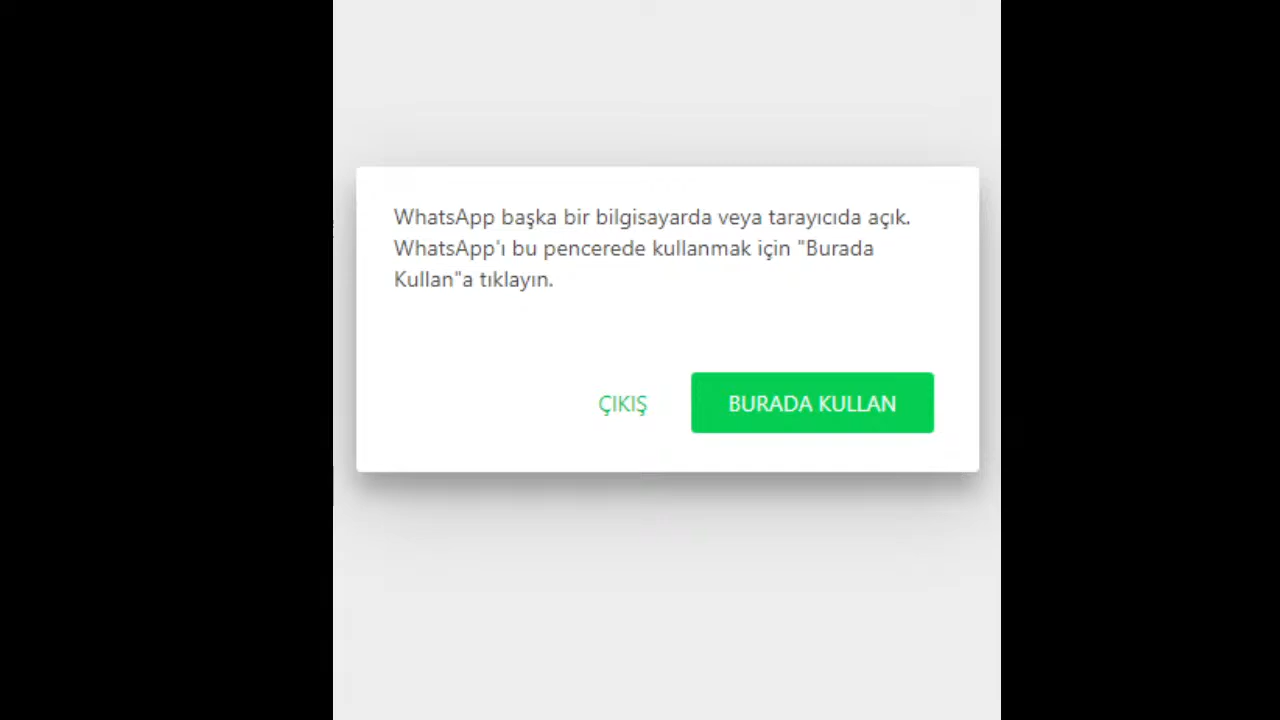 WhatsApp başka bir bilgisayarda veya tarayıcıda açık.
WhatsApp'ı bu pencerede kullanmak için "Burada
Kullan"a tıklayın.
ÇIKIŞ
BURADA KULLAN